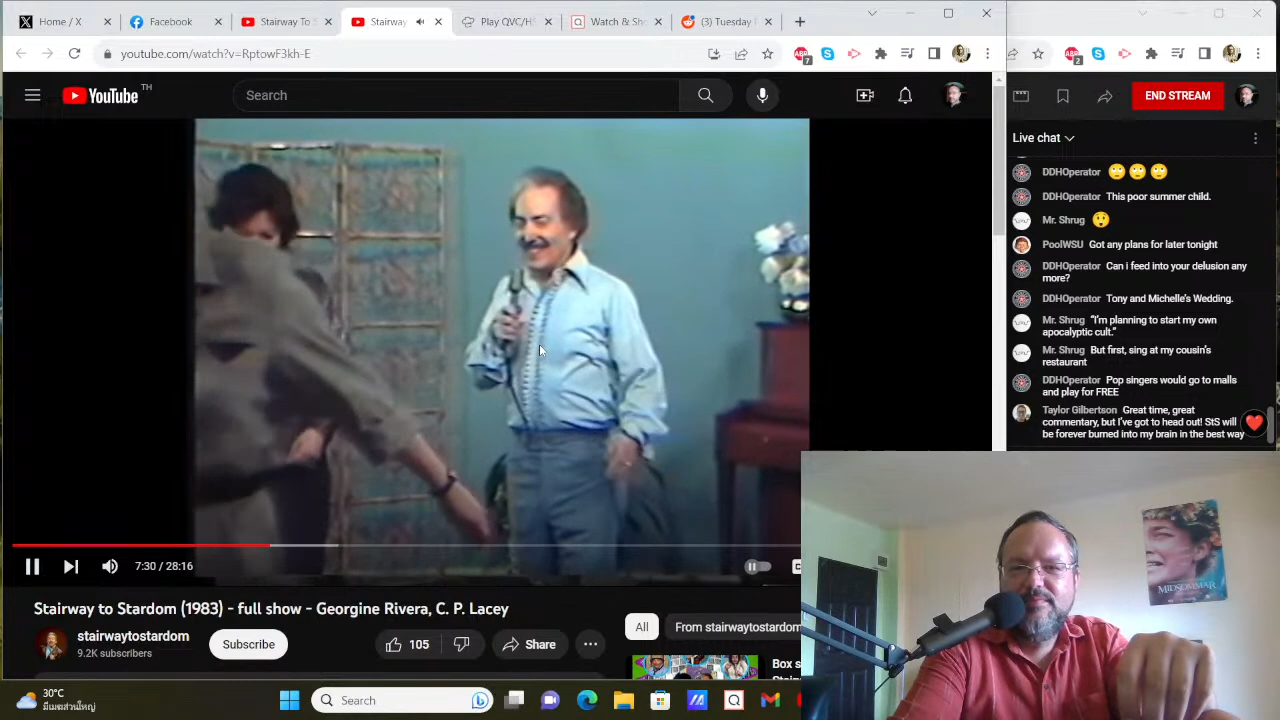 Home / X
Facebook
Stairway To S
Stairway
Play QVC/HS
Watch & Sh
(3) Tuesday
youtube.com/watch?v=RptowF3kh-E
7
2
YouTube TH
Search
END STREAM
Live chat
DDHOperator 🙄🙄🙄
DDHOperator This poor summer child.
Mr. Shrug 😲
PoolWSU Got any plans for later tonight
DDHOperator Can i feed into your delusion any
more?
DDHOperator Tony and Michelle's Wedding.
Mr. Shrug "I'm planning to start my own
apocalyptic cult."
Mr. Shrug But first, sing at my cousin's
restaurant
DDHOperator Pop singers would go to malls
and play for FREE
Taylor Gilbertson Great time, great
commentary, but I've got to head out! StS will
be forever burned into my brain in the best way
7:30 / 28:16
Stairway to Stardom (1983) - full show - Georgine Rivera, C. P. Lacey
stairwaytostardom
9.2K subscribers
Subscribe
105
Share
All
From stairwaytostardom
Box s
MIDSOMMAR
30°C
Search